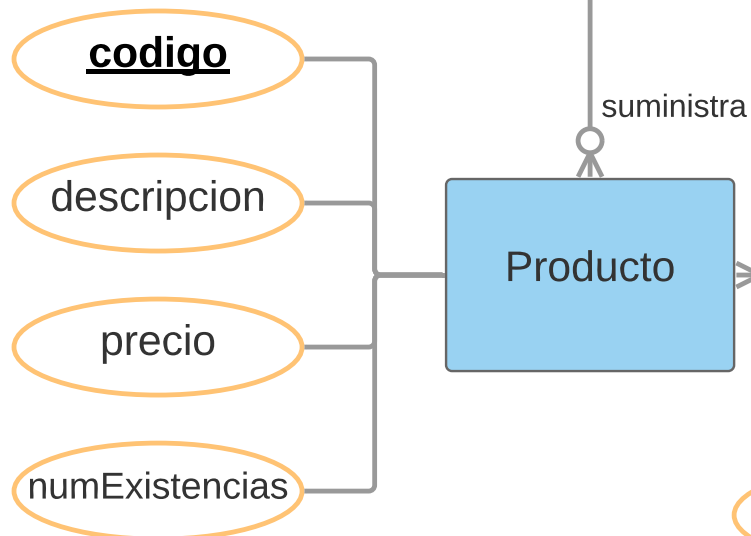 codigo
suministra
descripcion
Producto
precio
numExistencias